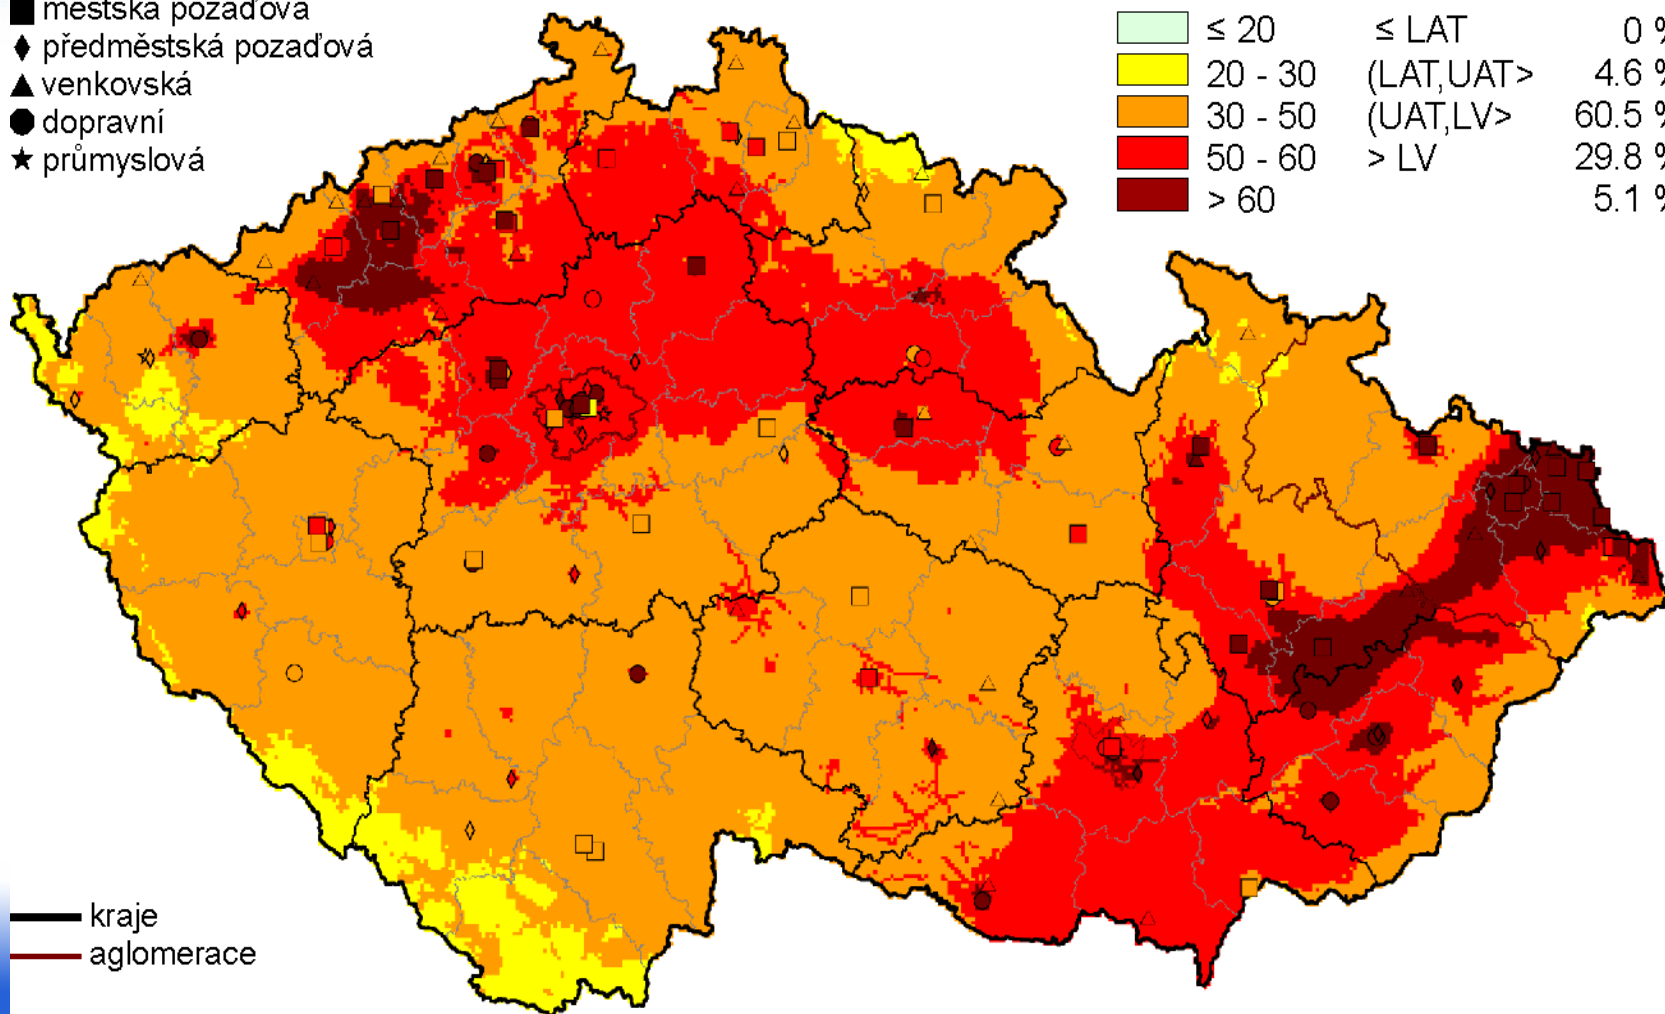 městská pozaďová
předměstská pozaďová
venkovská
dopravní
průmyslová
≤ 20 ≤ LAT 0 %
20 - 30 (LAT,UAT> 4.6 %
30 - 50 (UAT,LV> 60.5 %
50 - 60 > LV 29.8 %
> 60 5.1 %
kraje
aglomerace